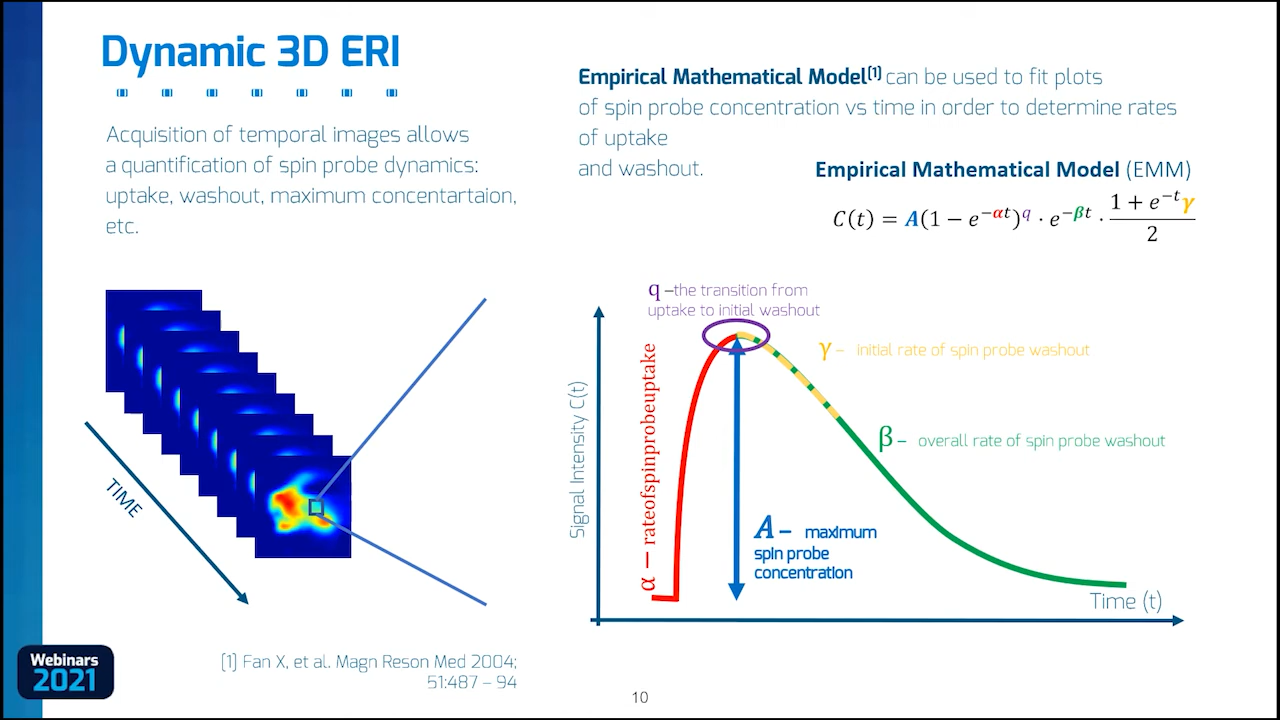 Dynamic 3D ERI
Acquisition of temporal images allows
a quantification of spin probe dynamics:
uptake, washout, maximum concentartaion,
etc.
Empirical Mathematical Model[1] can be used to fit plots
of spin probe concentration vs time in order to determine rates
of uptake
and washout.
Empirical Mathematical Model (EMM)
C(t) = A(1 − e^{−αt})^q · e^{−βt} · \frac{1 + e^{−tγ}}{2}
TIME
q –the transition from
uptake to initial washout
γ – initial rate of spin probe washout
β – overall rate of spin probe washout
α – rateofspinprobeuptake
Signal Intensity C(t)
A – maximum
spin probe
concentration
Time (t)
[1] Fan X, et al. Magn Reson Med 2004;
51:487 – 94
Webinars
2021
10